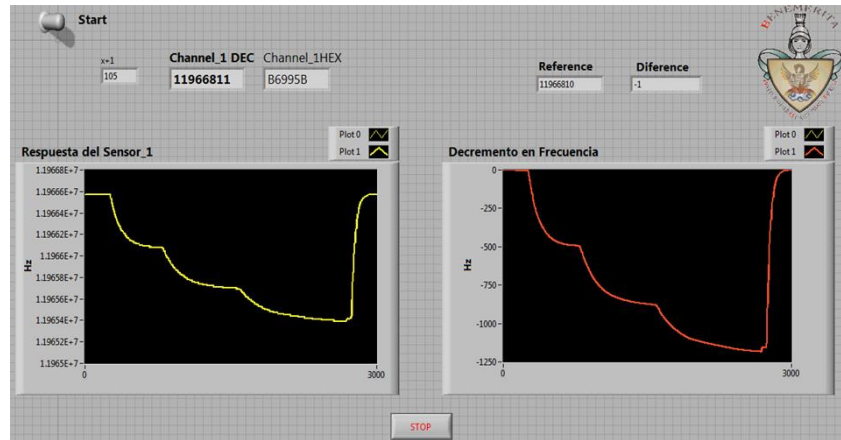 Start
x+1
105
Channel_1 DEC
11966811
Channel_1HEX
B6995B
Reference
11966810
Diference
-1
BENEMERITA
Respuesta del Sensor_1
Plot 0
Plot 1
1.19668E+7
1.19666E+7
1.19664E+7
1.19662E+7
1.1966E+7
1.19658E+7
1.19656E+7
1.19654E+7
1.19652E+7
1.1965E+7
Hz
0
3000
Decremento en Frecuencia
Plot 0
Plot 1
0
-250
-500
-750
-1000
-1250
Hz
0
3000
STOP